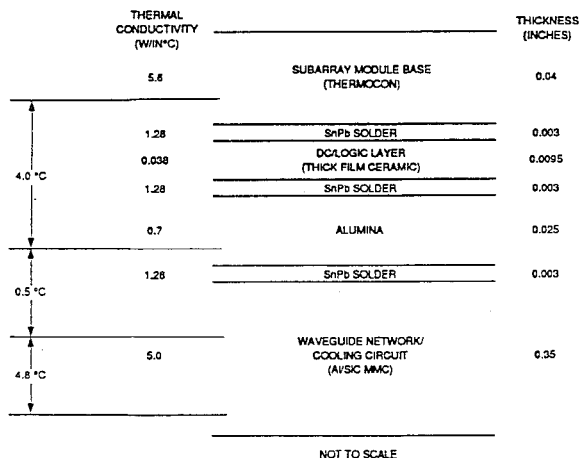 THERMAL CONDUCTIVITY (W/IN°C)
THICKNESS (INCHES)
5.6 SUBARRAY MODULE BASE (THERMOCON) 0.04
1.28 SnPb SOLDER 0.003
0.038 DC/LOGIC LAYER (THICK FILM CERAMIC) 0.0095
4.0 °C
1.28 SnPb SOLDER 0.003
0.7 ALUMINA 0.025
1.28 SnPb SOLDER 0.003
0.5 °C
5.0 WAVEGUIDE NETWORK/ COOLING CIRCUIT (Al/SiC MMC) 0.35
4.8 °C
NOT TO SCALE